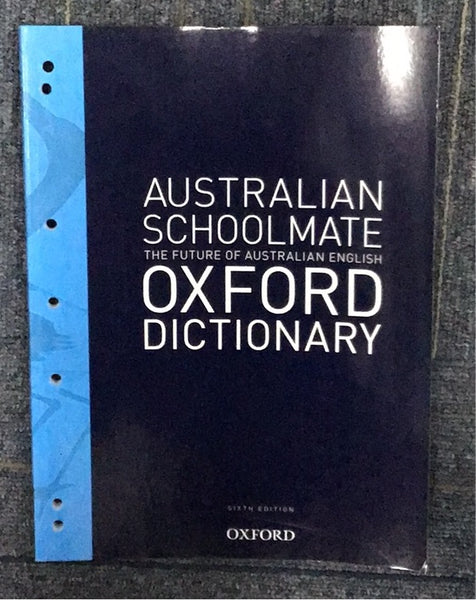 AUSTRALIAN
SCHOOLMATE
THE FUTURE OF AUSTRALIAN ENGLISH
OXFORD
DICTIONARY
SIXTH EDITION
OXFORD